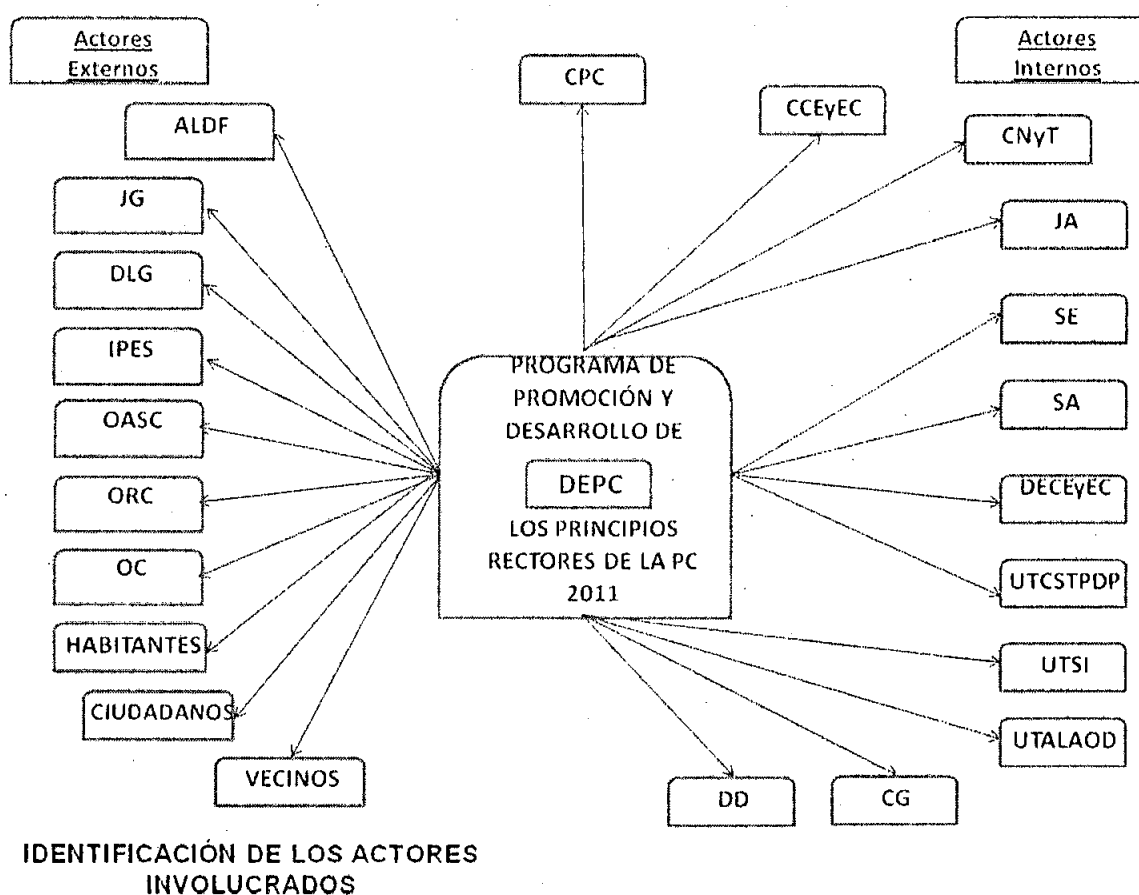 Actores
Externos
Actores
Internos
CPC
CCEyEC
CNyT
ALDF
JG
JA
DLG
SE
IPES
PROGRAMA DE
PROMOCIÓN Y
DESARROLLO DE
SA
OASC
DEPC
DECEyEC
ORC
LOS PRINCIPIOS
RECTORES DE LA PC
2011
OC
UTCSTPDP
HABITANTES
UTSI
CIUDADANOS
UTALAOD
VECINOS
DD
CG
IDENTIFICACIÓN DE LOS ACTORES
INVOLUCRADOS